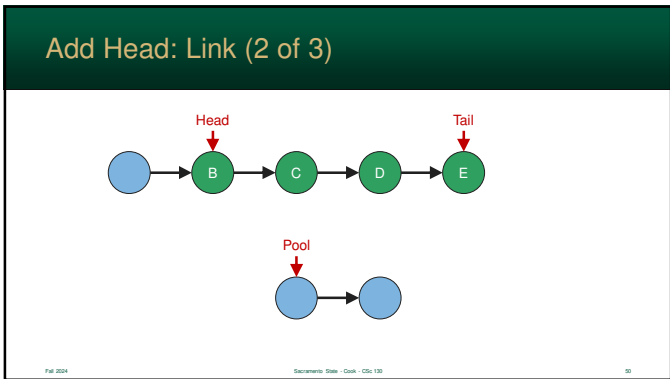 Add Head: Link (2 of 3)
Head Tail
B C D E
Pool
Fall 2024 Sacramento State - Cook - CSc 130 50